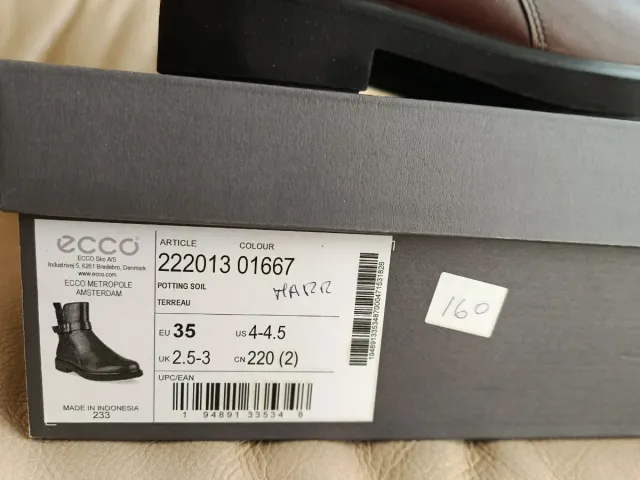 ecco
ECCO Sko A/S
Industrivej 5, 6261 Bredebro, Denmark
www.ecco.com
ECCO METROPOLE
AMSTERDAM
MADE IN INDONESIA
233
ARTICLE COLOUR
222013 01667
POTTING SOIL
TERREAU
HARR
EU 35 US 4-4.5
UK 2.5-3 CN 220 (2)
UPC/EAN
1 94891 33534 8
160